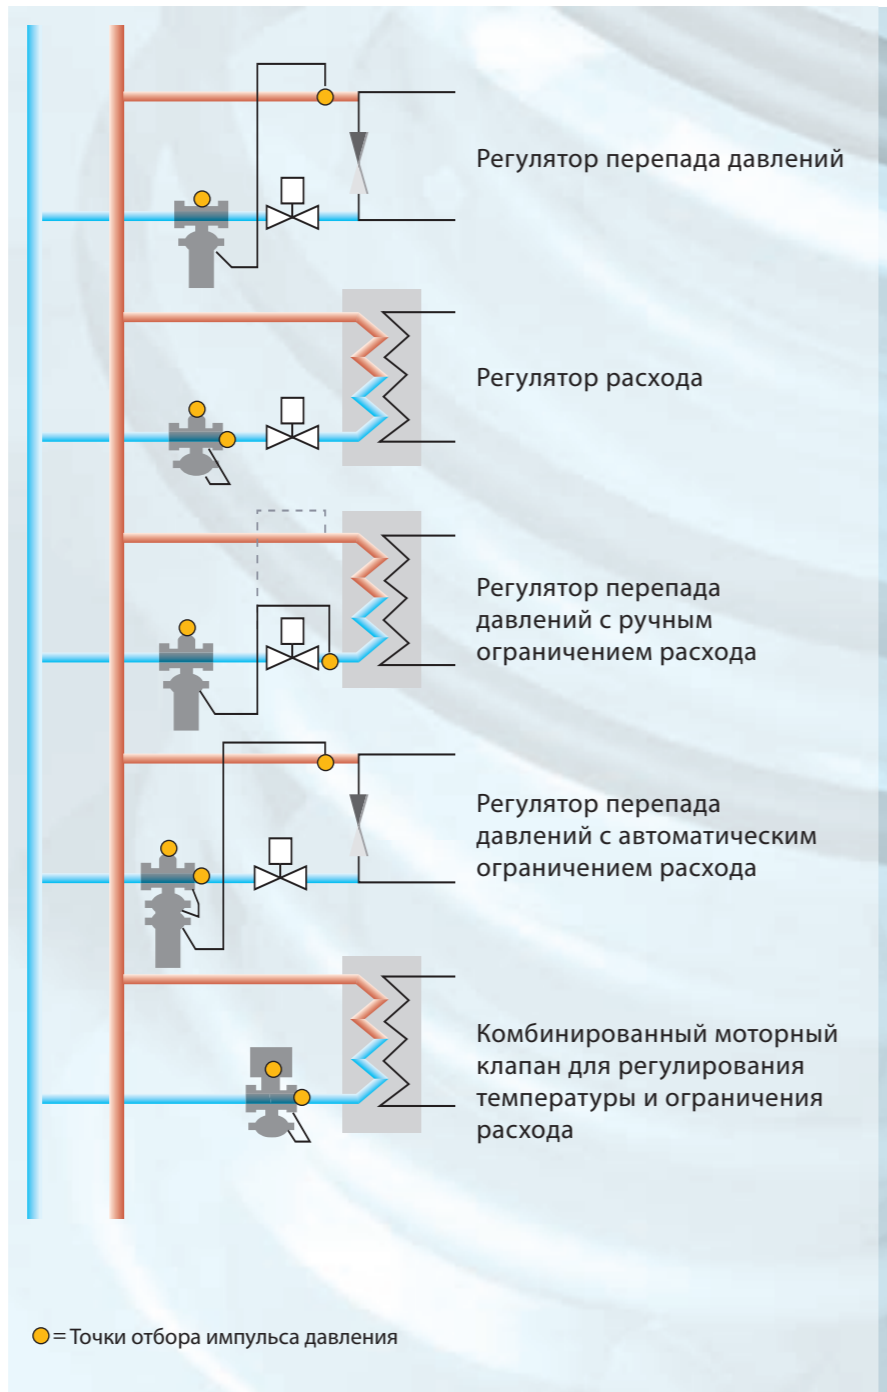 Регулятор перепада давлений
Регулятор расхода
Регулятор перепада
давлений с ручным
ограничением расхода
Регулятор перепада
давлений с автоматическим
ограничением расхода
Комбинированный моторный
клапан для регулирования
температуры и ограничения
расхода
= Точки отбора импульса давления